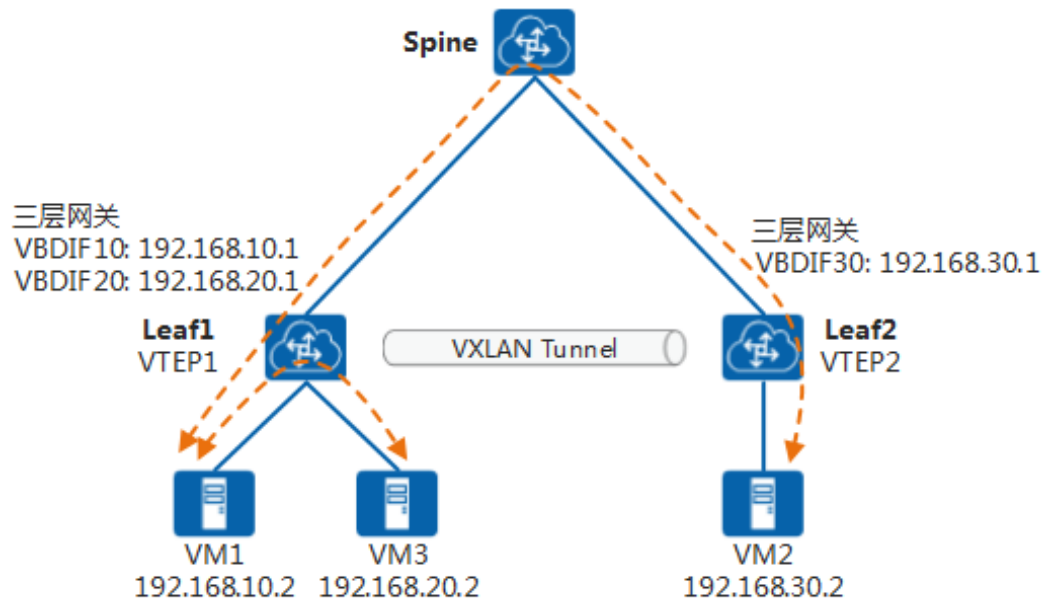 Spine
三层网关
VBDIF10: 192.168.10.1
VBDIF20: 192.168.20.1
三层网关
VBDIF30: 192.168.30.1
Leaf1
VTEP1
VXLAN Tunnel
Leaf2
VTEP2
VM1
192.168.10.2
VM3
192.168.20.2
VM2
192.168.30.2